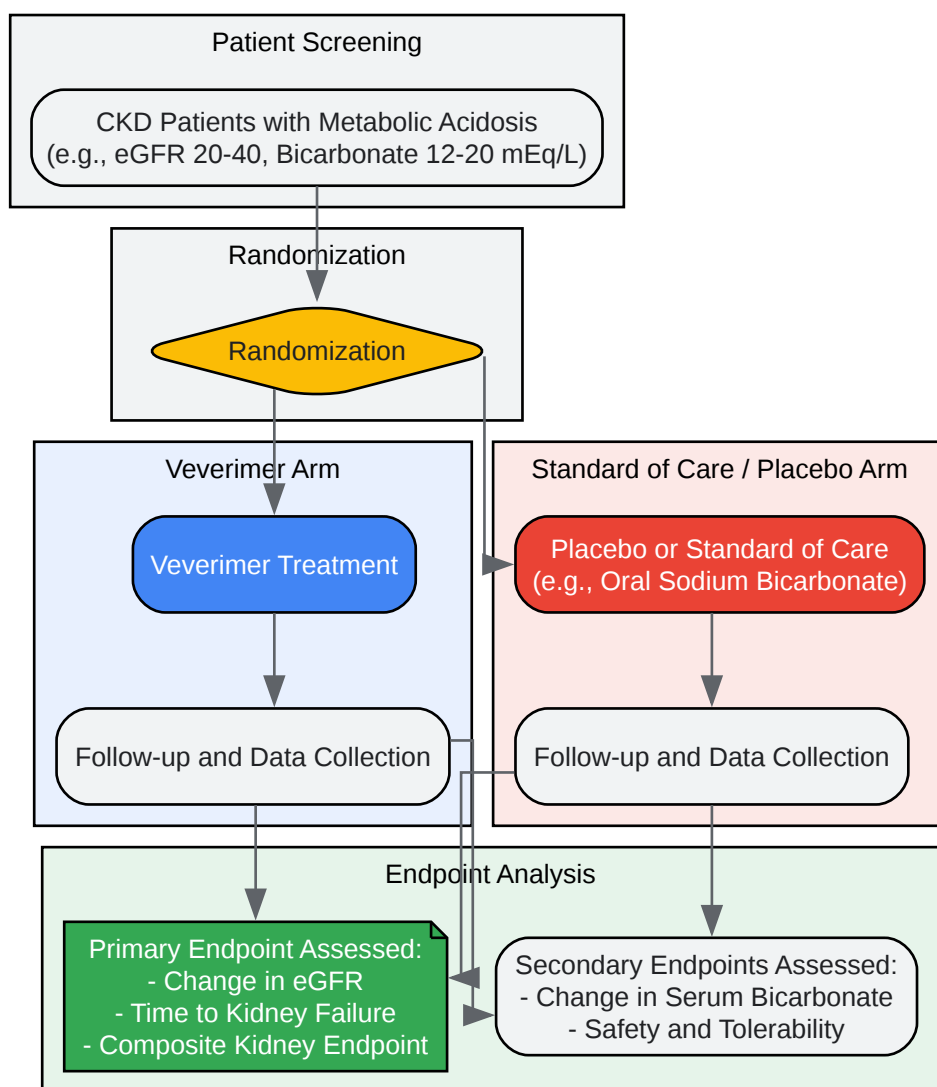 Patient Screening
CKD Patients with Metabolic Acidosis
(e.g., eGFR 20-40, Bicarbonate 12-20 mEq/L)
Randomization
Randomization
Veverimer Arm
Veverimer Treatment
Follow-up and Data Collection
Standard of Care / Placebo Arm
Placebo or Standard of Care
(e.g., Oral Sodium Bicarbonate)
Follow-up and Data Collection
Endpoint Analysis
Primary Endpoint Assessed:
- Change in eGFR
- Time to Kidney Failure
- Composite Kidney Endpoint
Secondary Endpoints Assessed:
- Change in Serum Bicarbonate
- Safety and Tolerability